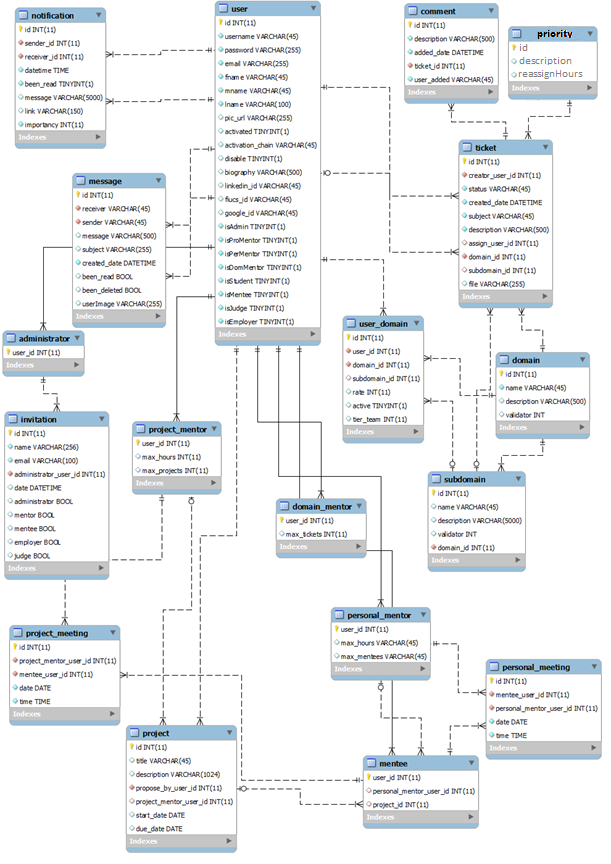 notification
id INT(11)
sender_id INT(11)
receiver_id INT(11)
datetime TIME
been_read TINYINT(1)
message VARCHAR(5000)
link VARCHAR(150)
importancy INT(11)
Indexes
user
id INT(11)
username VARCHAR(45)
password VARCHAR(255)
email VARCHAR(255)
fname VARCHAR(45)
mname VARCHAR(45)
lname VARCHAR(100)
pic_url VARCHAR(255)
activated TINYINT(1)
activation_chain VARCHAR(45)
disable TINYINT(1)
biography VARCHAR(500)
linkedin_id VARCHAR(45)
fiucs_id VARCHAR(45)
google_id VARCHAR(45)
isAdmin TINYINT(1)
isProMentor TINYINT(1)
isPerMentor TINYINT(1)
isDomMentor TINYINT(1)
isStudent TINYINT(1)
isMentee TINYINT(1)
isJudge TINYINT(1)
isEmployer TINYINT(1)
Indexes
comment
id INT(11)
description VARCHAR(500)
added_date DATETIME
ticket_id INT(11)
user_added VARCHAR(45)
Indexes
priority
id
description
reassignHours
Indexes
ticket
id INT(11)
creator_user_id INT(11)
status VARCHAR(45)
created_date DATETIME
subject VARCHAR(45)
description VARCHAR(500)
assign_user_id INT(11)
domain_id INT(11)
subdomain_id INT(11)
file VARCHAR(255)
Indexes
message
id INT(11)
receiver VARCHAR(45)
sender VARCHAR(45)
message VARCHAR(500)
subject VARCHAR(255)
created_date DATETIME
been_read BOOL
been_deleted BOOL
userImage VARCHAR(255)
administrator
user_id INT(11)
user_domain
id INT(11)
user_id INT(11)
domain_id INT(11)
subdomain_id INT(11)
rate INT(11)
active TINYINT(1)
tier_team INT(11)
Indexes
domain
id INT(11)
name VARCHAR(45)
description VARCHAR(500)
validator INT
Indexes
invitation
id INT(11)
name VARCHAR(256)
email VARCHAR(100)
administrator_user_id INT(11)
date DATETIME
administrator BOOL
mentor BOOL
mentee BOOL
employer BOOL
judge BOOL
Indexes
project_mentor
user_id INT(11)
max_hours INT(11)
max_projects INT(11)
Indexes
subdomain
id INT(11)
name VARCHAR(45)
description VARCHAR(5000)
validator INT
domain_id INT(11)
Indexes
domain_mentor
user_id INT(11)
max_tickets INT(11)
Indexes
personal_mentor
user_id INT(11)
max_hours VARCHAR(45)
max_mentees VARCHAR(45)
Indexes
project_meeting
id INT(11)
project_mentor_user_id INT(11)
mentee_user_id INT(11)
date DATE
time TIME
Indexes
personal_meeting
id INT(11)
mentee_user_id INT(11)
personal_mentor_user_id INT(11)
date DATE
time TIME
Indexes
project
id INT(11)
title VARCHAR(45)
description VARCHAR(1024)
propose_by_user_id INT(11)
project_mentor_user_id INT(11)
start_date DATE
due_date DATE
Indexes
mentee
user_id INT(11)
personal_mentor_user_id INT(11)
project_id INT(11)
Indexes